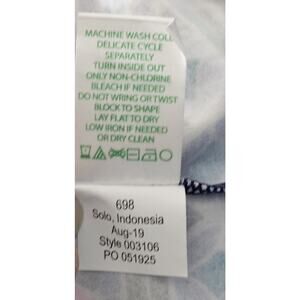 MACHINE WASH COLD
DELICATE CYCLE
SEPARATELY
TURN INSIDE OUT
ONLY NON-CHLORINE
BLEACH IF NEEDED
DO NOT WRING OR TWIST
BLOCK TO SHAPE
LAY FLAT TO DRY
LOW IRON IF NEEDED
OR DRY CLEAN
698
Solo, Indonesia
Aug-19
Style 003106
PO 051925